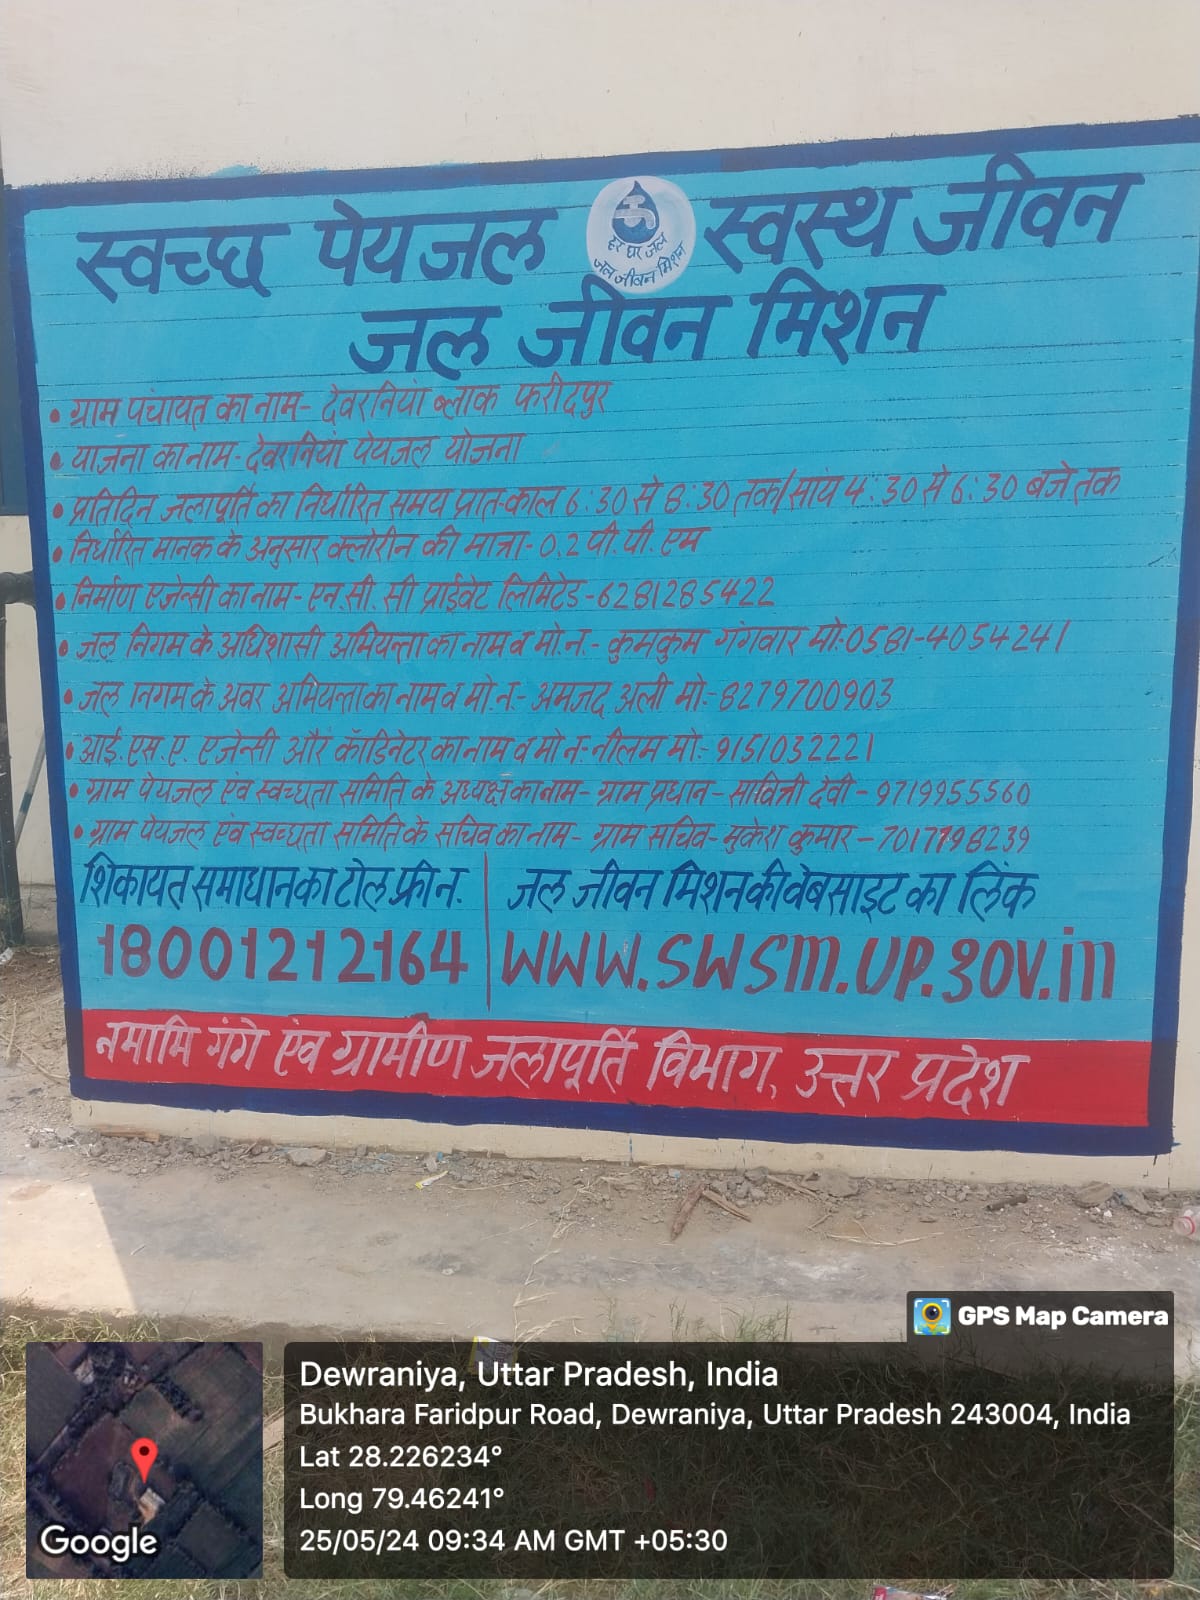 स्वच्छ पेयजल स्वस्थ जीवन
हर घर जल
जल जीवन मिशन
जल जीवन मिशन
• ग्राम पंचायत का नाम- देवरनियां ब्लाक फरीदपुर
• योजना का नाम- देवरनियां पेयजल योजना
• प्रतिदिन जलापूर्ति का निर्धारित समय प्रात-काल 6:30 से 8:30 तक/सांय 4:30 से 6:30 बजे तक
• निर्धारित मानक के अनुसार क्लोरीन की मात्रा- 0.2 पी.पी.एम
• निर्माण एजेन्सी का नाम- एन.सी.सी प्राईवेट लिमिटेड-6281285422
• जल निगम के अधिशासी अभियन्ता का नाम व मो.न.- कुमकुम गंगवार मो:-0581-4054241
• जल निगम के अवर अभियन्ता का नाम व मो.न- अमजद अली मो:-8279700903
• आई.एस.ए. एजेन्सी और कॉडिनेटर का नाम व मो न:-नीलम मो:- 9151032221
• ग्राम पेयजल एंव स्वच्छता समिति के अध्यक्ष का नाम- ग्राम प्रधान- सावित्री देवी - 9719955560
• ग्राम पेयजल एंव स्वच्छता समिति के सचिव का नाम- ग्राम सचिव- मुकेश कुमार - 7017798239
शिकायत समाधान का टोल फ्री न. जल जीवन मिशन की वेबसाइट का लिंक
18001212164 www.swsm.up.gov.in
नमामि गंगे एंव ग्रामीण जलापूर्ति विभाग, उत्तर प्रदेश
GPS Map Camera
Dewraniya, Uttar Pradesh, India
Bukhara Faridpur Road, Dewraniya, Uttar Pradesh 243004, India
Lat 28.226234°
Long 79.46241°
25/05/24 09:34 AM GMT +05:30
Google